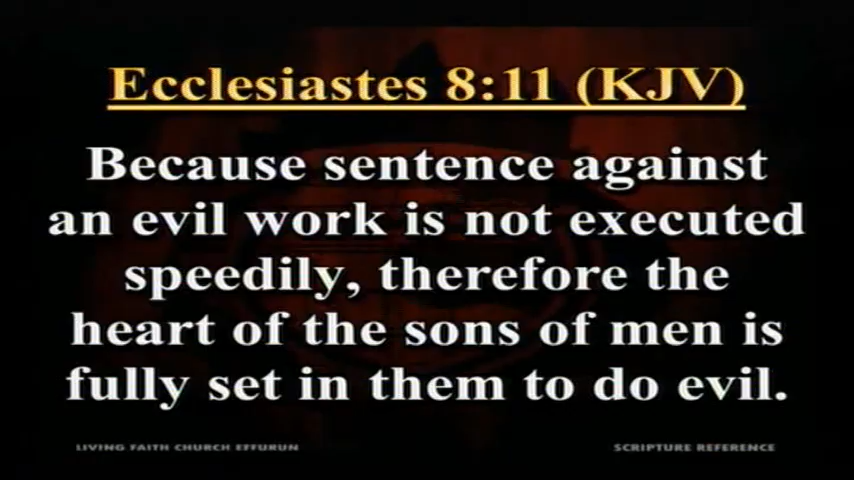 Ecclesiastes 8:11 (KJV)
Because sentence against
an evil work is not executed
speedily, therefore the
heart of the sons of men is
fully set in them to do evil.
LIVING FAITH CHURCH EFFURUN
SCRIPTURE REFERENCE